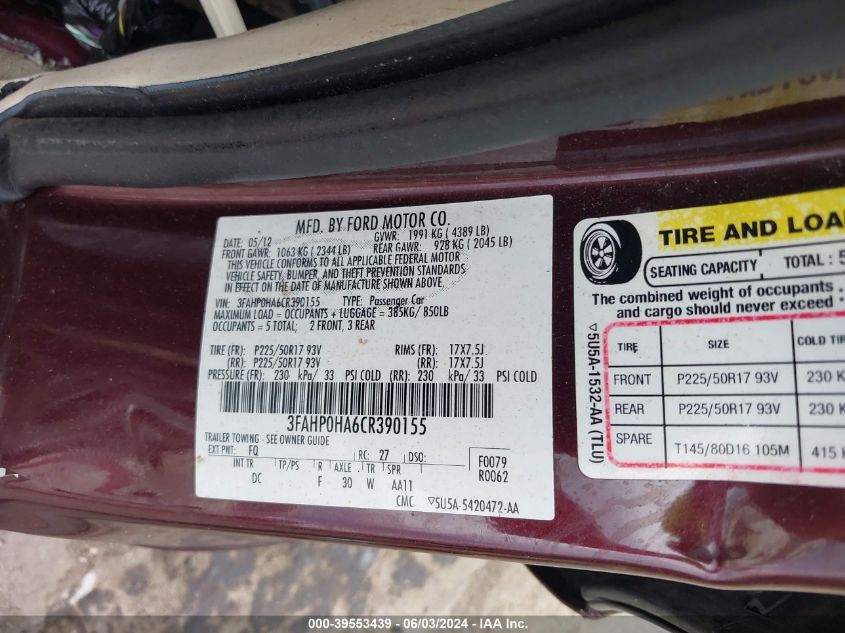 MFD. BY FORD MOTOR CO.
DATE: 05/12 GVWR: 1991 KG ( 4389 LB)
FRONT GAWR: 1063 KG ( 2344 LB) REAR GAWR: 928 KG ( 2045 LB)
THIS VEHICLE CONFORMS TO ALL APPLICABLE FEDERAL MOTOR
VEHICLE SAFETY, BUMPER, AND THEFT PREVENTION STANDARDS
IN EFFECT ON THE DATE OF MANUFACTURE SHOWN ABOVE.
VIN: 3FAHP0HA6CR390155 TYPE: Passenger Car
MAXIMUM LOAD = OCCUPANTS + LUGGAGE = 385KG/ 850LB
OCCUPANTS = 5 TOTAL; 2 FRONT, 3 REAR
TIRE (FR): P225/50R17 93V RIMS (FR): 17X7.5J
(RR): P225/50R17 93V (RR): 17X7.5J
PRESSURE (FR): 230 kPa/ 33 PSI COLD (RR): 230 kPa/ 33 PSI COLD
3FAHP0HA6CR390155
TRAILER TOWING - SEE OWNER GUIDE
EXT PNT: FQ RC: 27 DSO: F0079
R0062
INT TR TP/PS R AXLE TR SPR
DC F 30 W AA11
CMC ▽5U5A-5420472-AA
TIRE AND LOA
SEATING CAPACITY TOTAL: 5
The combined weight of occupants
and cargo should never exceed
▽5U5A-1532-AA (TLU)
TIRE SIZE COLD TIR
FRONT P225/50R17 93V 230 K
REAR P225/50R17 93V 230 K
SPARE T145/80D16 105M 415 K
000-39553439 - 06/03/2024 - IAA Inc.